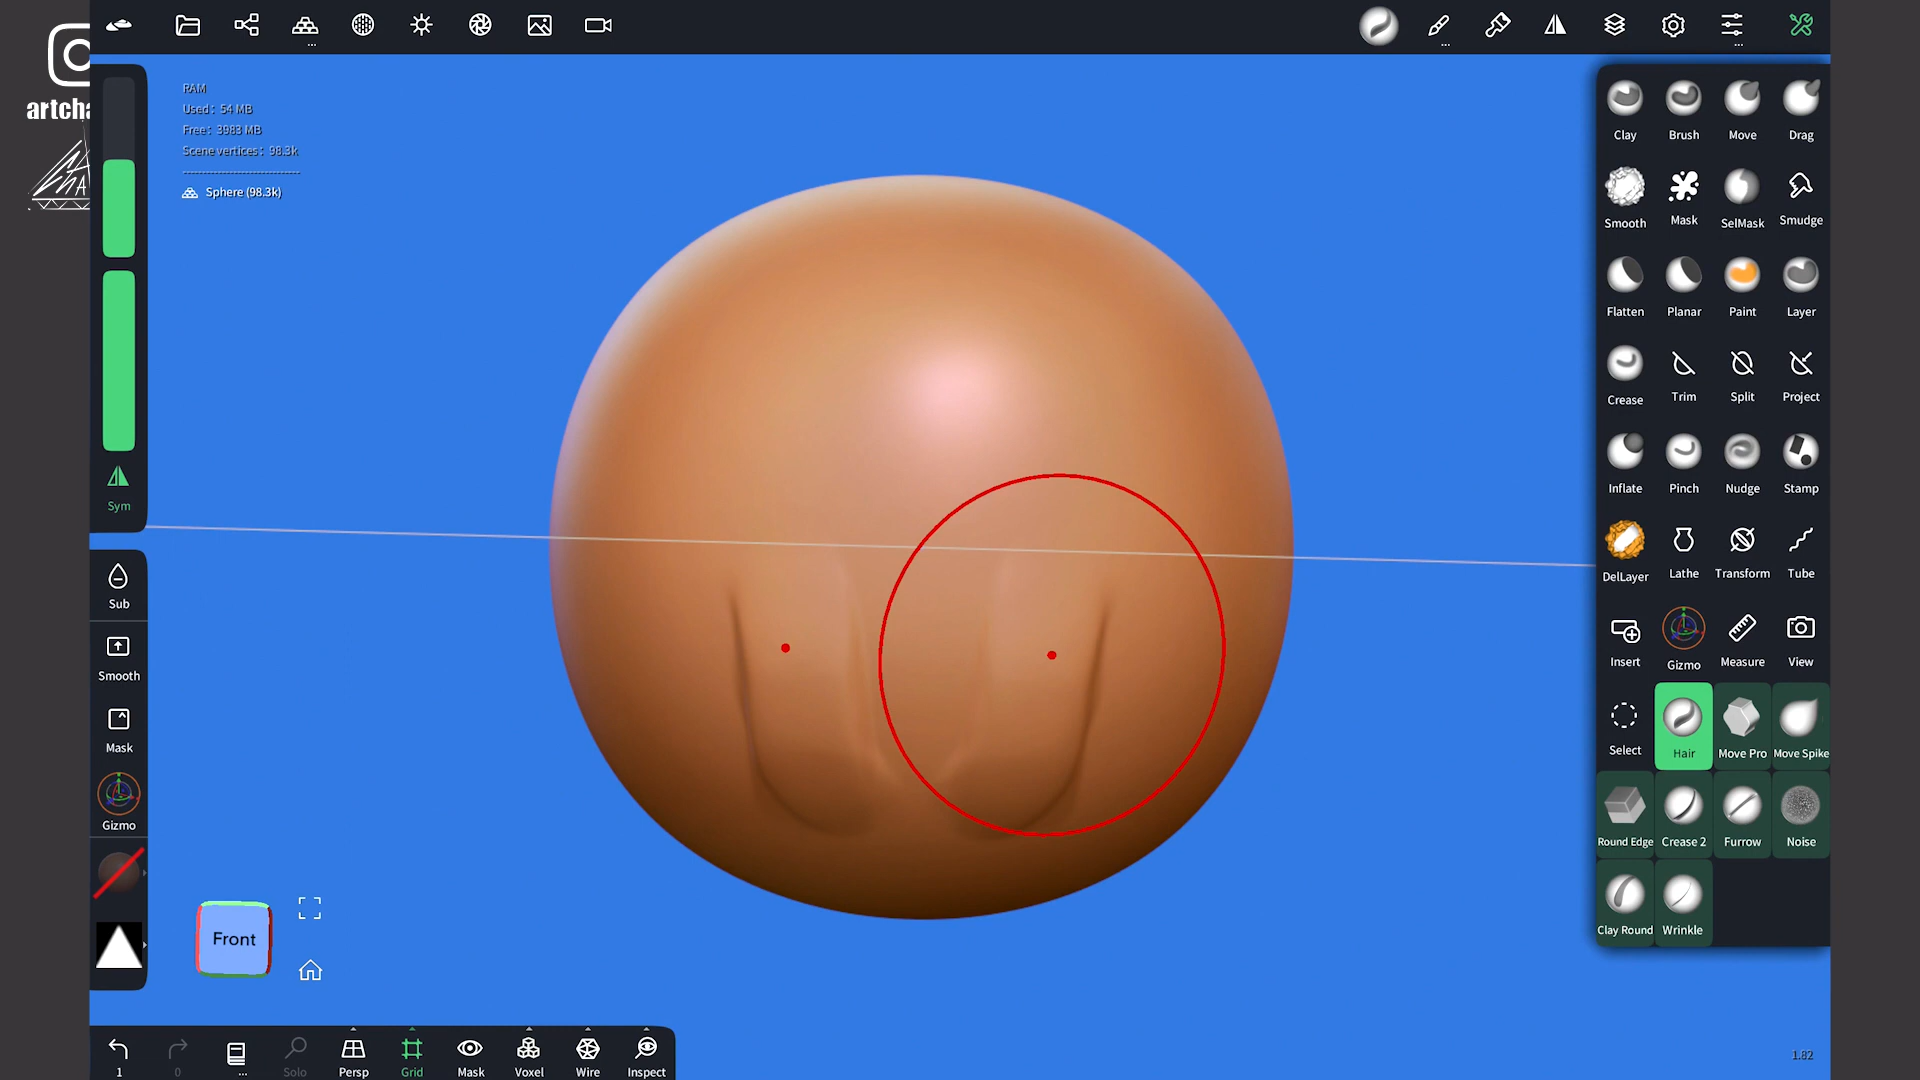 artcha
RAM
Used: 54 MB
Free: 3983 MB
Scene vertices: 98.3k
Sphere (98.3k)
Sym
Sub
Smooth
Mask
Gizmo
Front
Clay Brush Move Drag
Smooth Mask SelMask Smudge
Flatten Planar Paint Layer
Crease Trim Split Project
Inflate Pinch Nudge Stamp
DelLayer Lathe Transform Tube
Insert Gizmo Measure View
Select Hair Move Pro Move Spike
Round Edge Crease 2 Furrow Noise
Clay Round Wrinkle
1.82
1 0 Solo Persp Grid Mask Voxel Wire Inspect